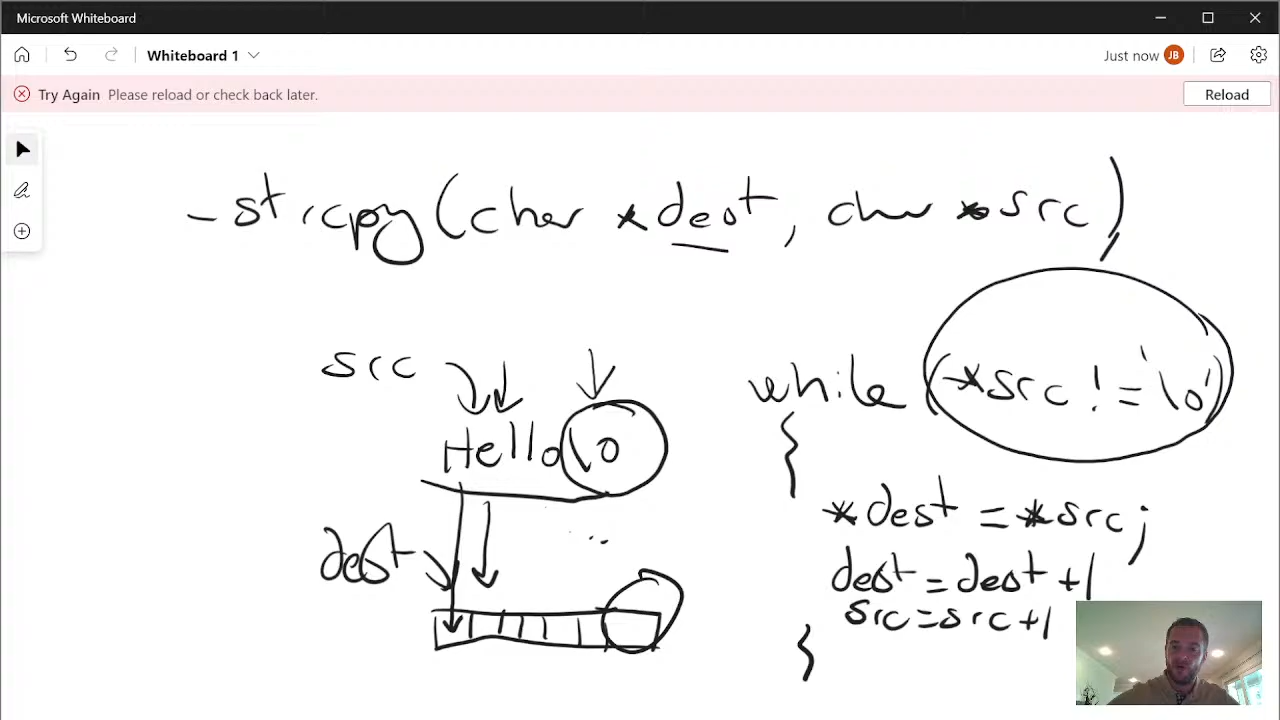 Microsoft Whiteboard
Whiteboard 1
Just now JB
Try Again Please reload or check back later.
Reload
- strcpy(char *dest, char *src)
src
while (*src != '\0')
Hello\0
{
*dest = *src;
dest
dest = dest + 1
src = src + 1
}